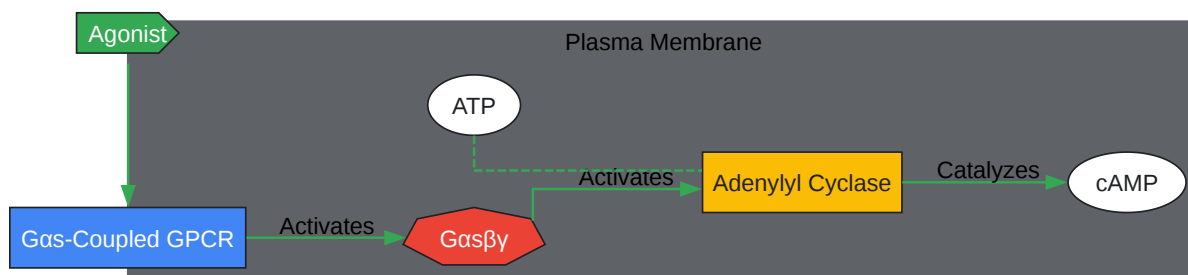 Agonist
Plasma Membrane
ATP
Activates
Adenylyl Cyclase
Catalyzes
cAMP
Gαs-Coupled GPCR
Activates
Gαsβγ